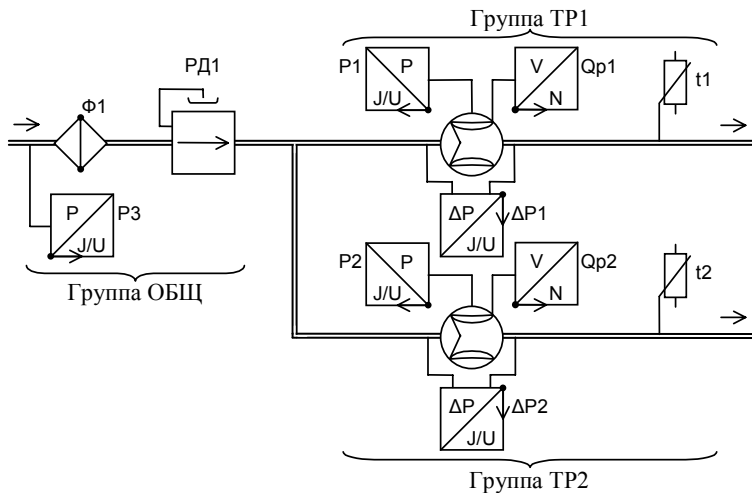 Группа ТР1
P1
P
J/U
V
N
Qp1
t1
РД1
Ф1
P
J/U
P3
ΔP
J/U
ΔP1
Группа ОБЩ
P2
P
J/U
V
N
Qp2
t2
ΔP
J/U
ΔP2
Группа ТР2